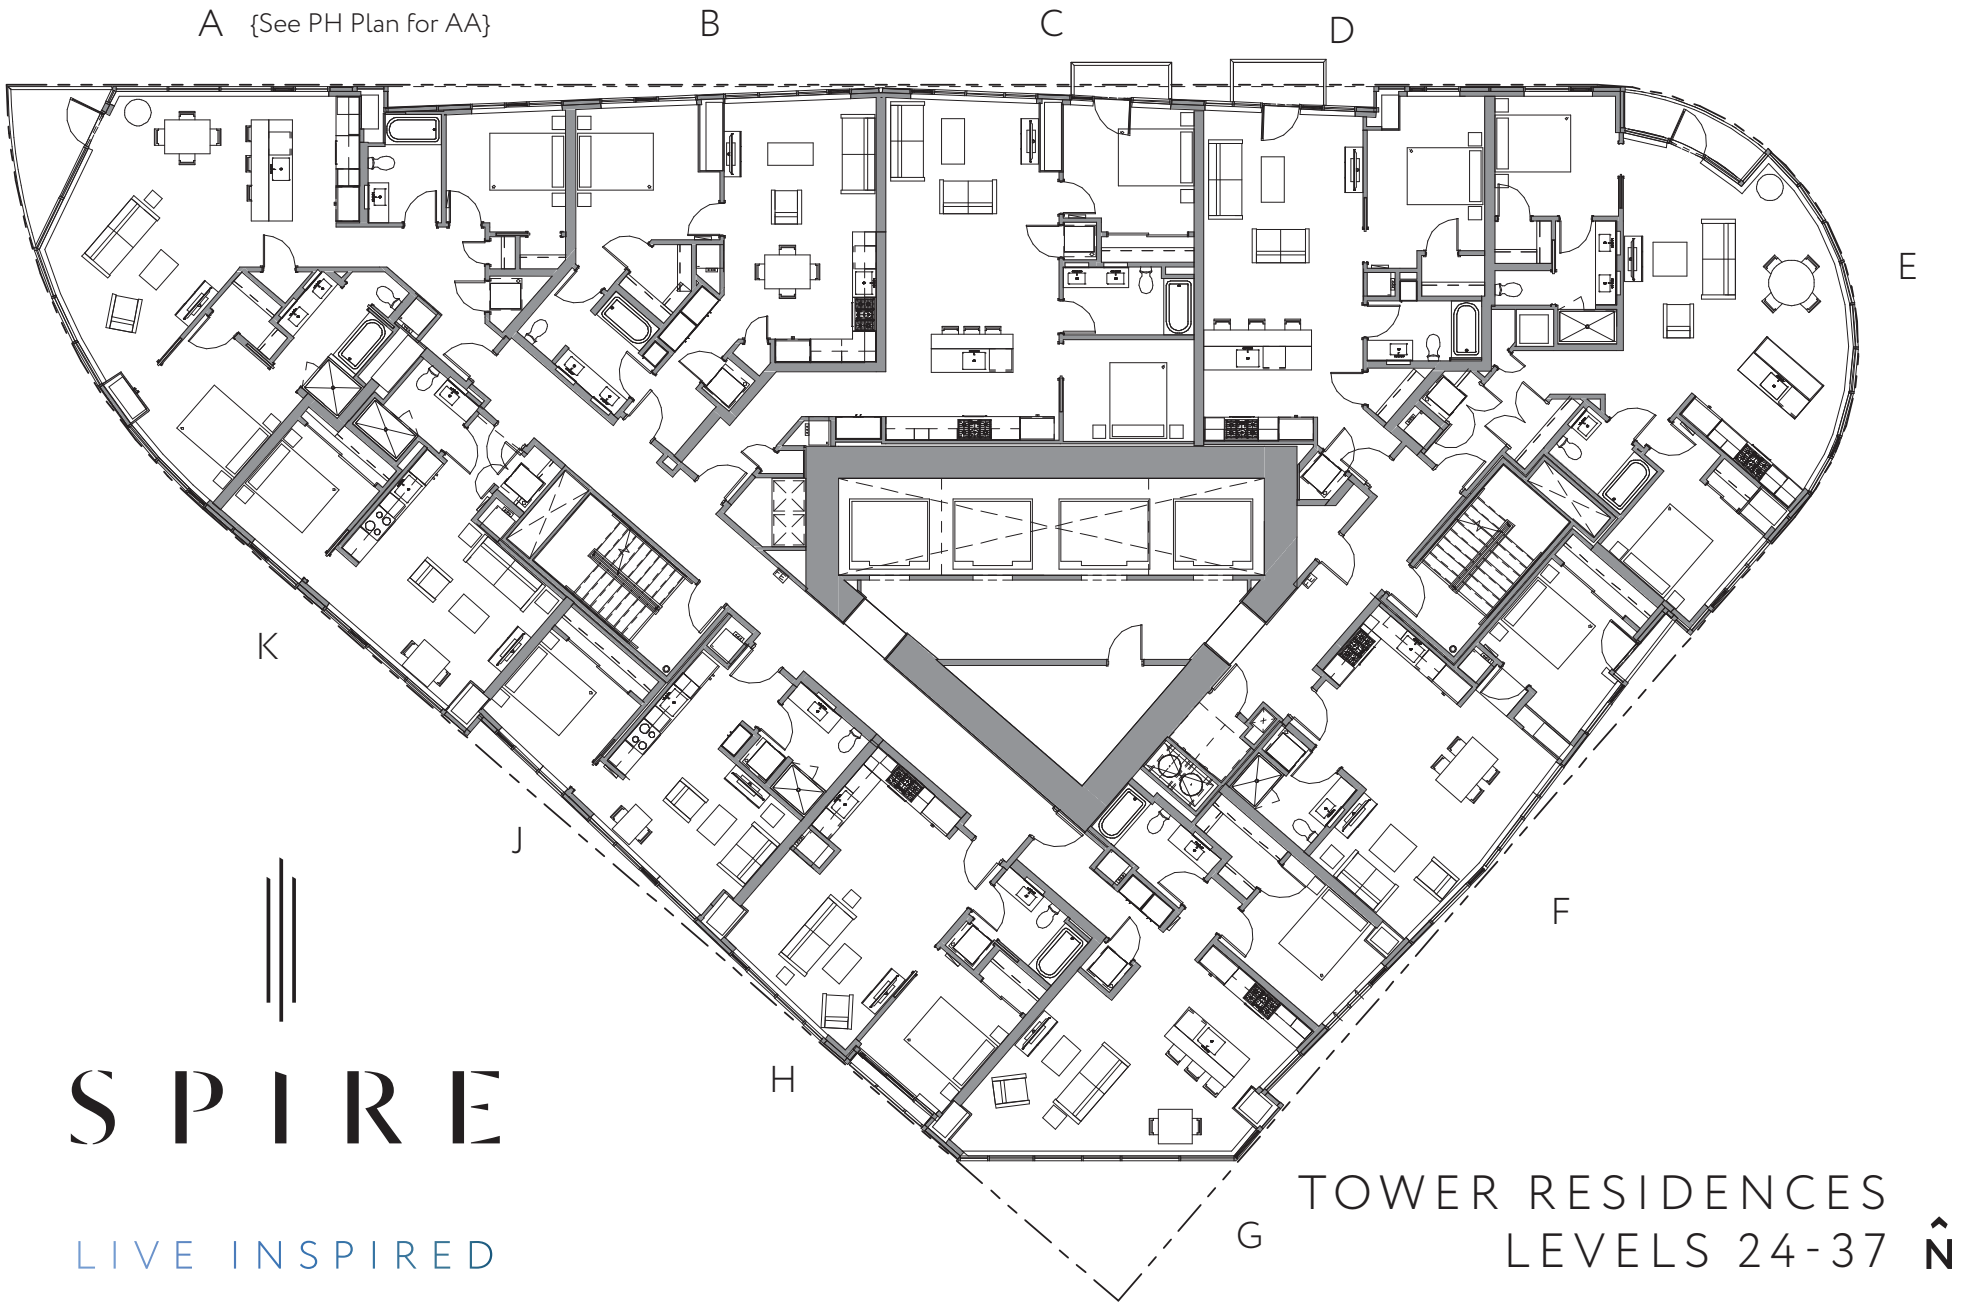 A {See PH Plan for AA}
B
C
D
E
K
J
F
H
G
SPIRE
LIVE INSPIRED
TOWER RESIDENCES
LEVELS 24-37
N